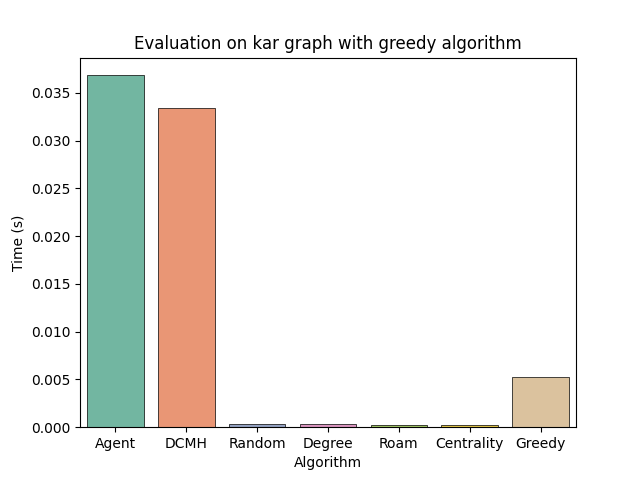 Evaluation on kar graph with greedy algorithm
0.035
0.030
0.025
0.020
0.015
0.010
0.005
0.000
Time (s)
Agent DCMH Random Degree Roam Centrality Greedy
Algorithm